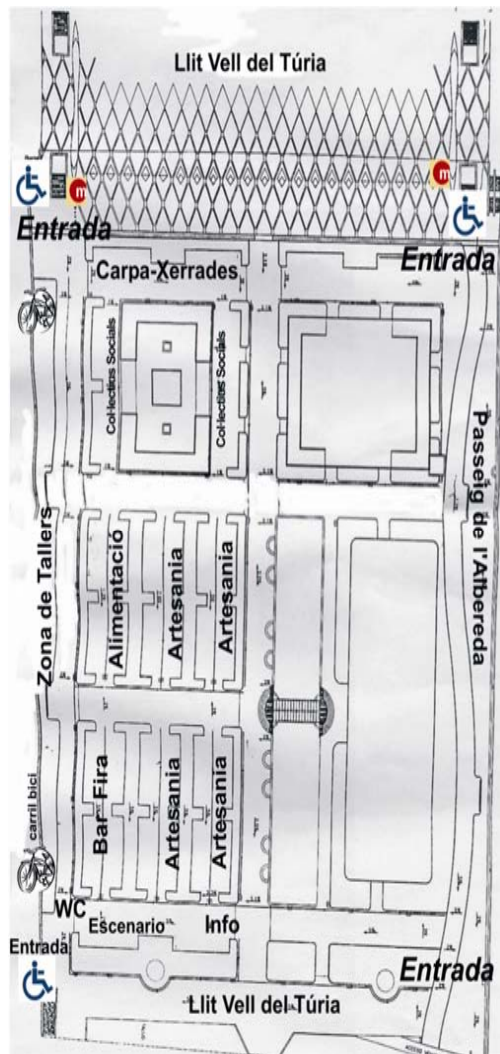 Llit Vell del Túria
m
m
Entrada
Entrada
Carpa-Xerrades
Col·lectius Socials
Col·lectius Socials
Passeig de l'Albereda
Zona de Tallers
Alimentació
Artesania
Artesania
Bar Fira
Artesania
Artesania
carril bici
WC
Escenario
Info
Entrada
Entrada
Llit Vell del Túria